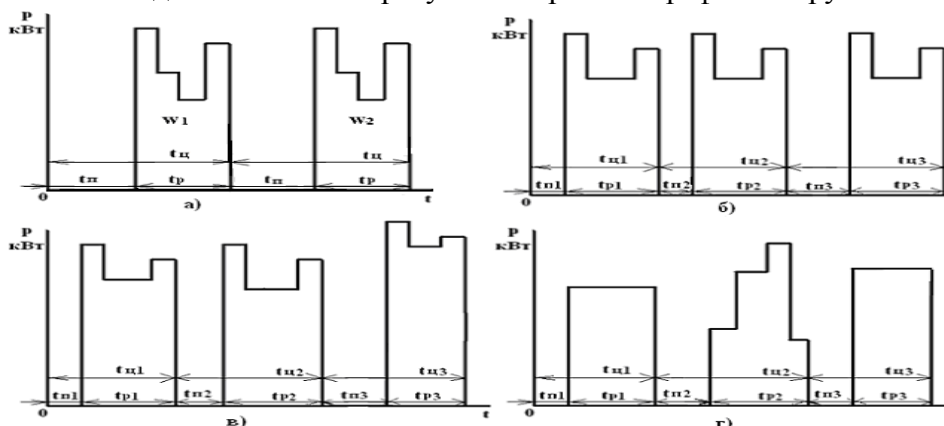 P
кВт
W1
W2
tц
tц
tп
tр
tп
tр
0
t
а)
P
кВт
tц1
tц2
tц3
tп1
tр1
tп2
tр2
tп3
tр3
0
б)
P
кВт
tц1
tц2
tц3
tп1
tр1
tп2
tр2
tп3
tр3
0
t
в)
P
кВт
tц1
tц2
tц3
tп1
tр1
tп2
tр2
tп3
tр3
0
г)